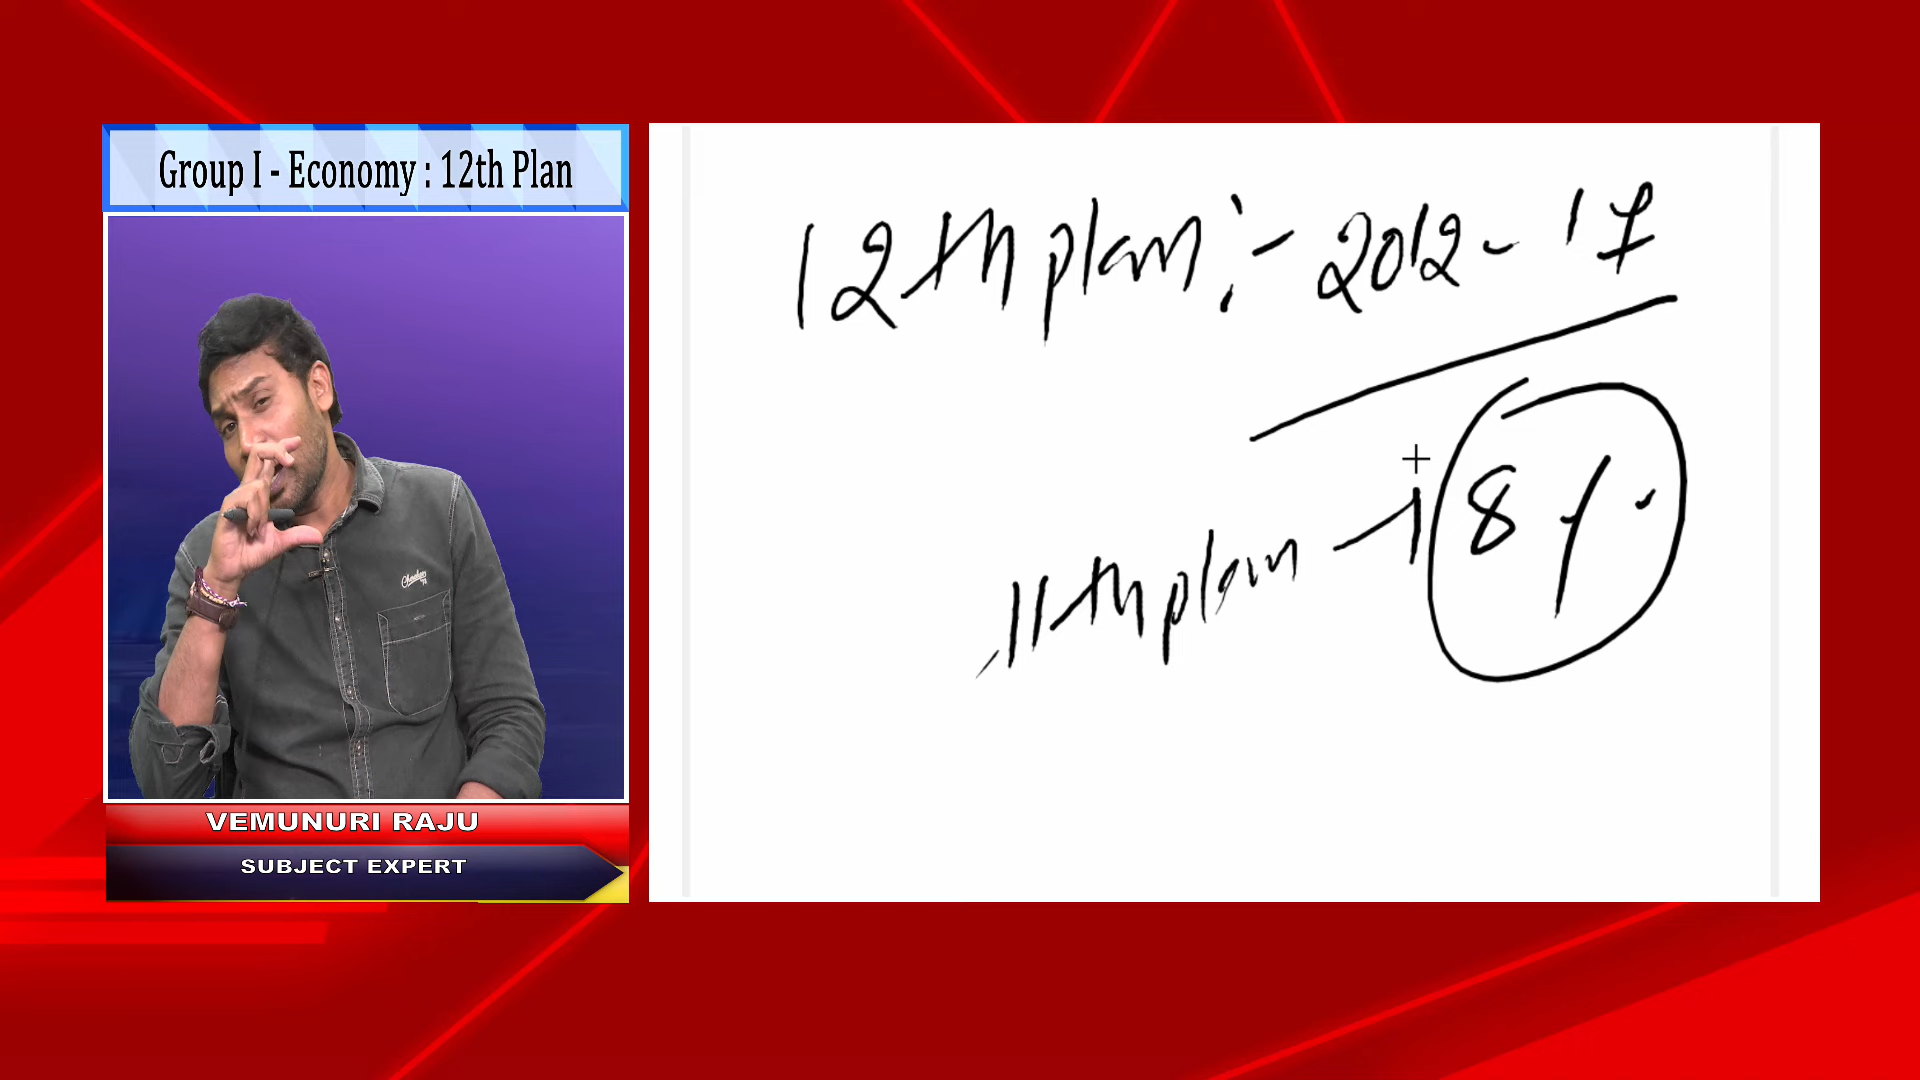 Group I - Economy : 12th Plan
VEMUNURI RAJU
SUBJECT EXPERT
12th plan :- 2012 - '17
11th plan - 8 %